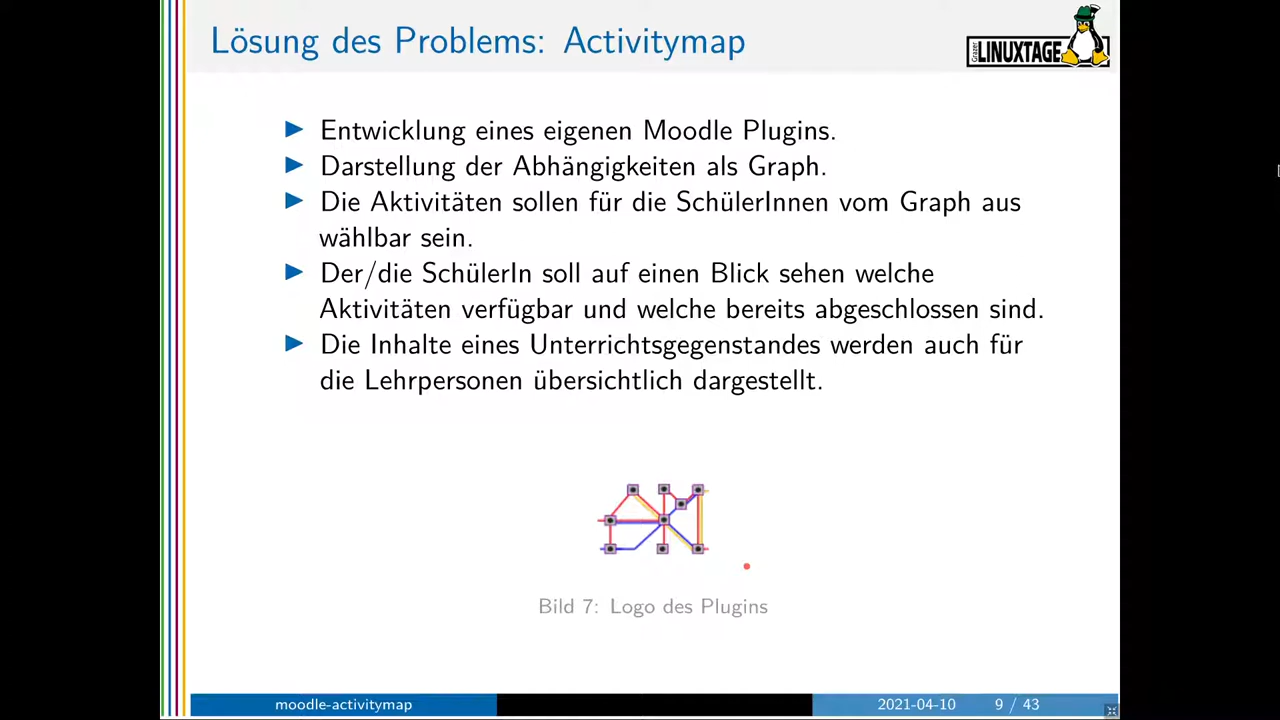 Lösung des Problems: Activitymap
Grazer
LINUXTAGE
Entwicklung eines eigenen Moodle Plugins.
Darstellung der Abhängigkeiten als Graph.
Die Aktivitäten sollen für die SchülerInnen vom Graph aus
wählbar sein.
Der/die SchülerIn soll auf einen Blick sehen welche
Aktivitäten verfügbar und welche bereits abgeschlossen sind.
Die Inhalte eines Unterrichtsgegenstandes werden auch für
die Lehrpersonen übersichtlich dargestellt.
Bild 7: Logo des Plugins
moodle-activitymap
2021-04-10
9 / 43